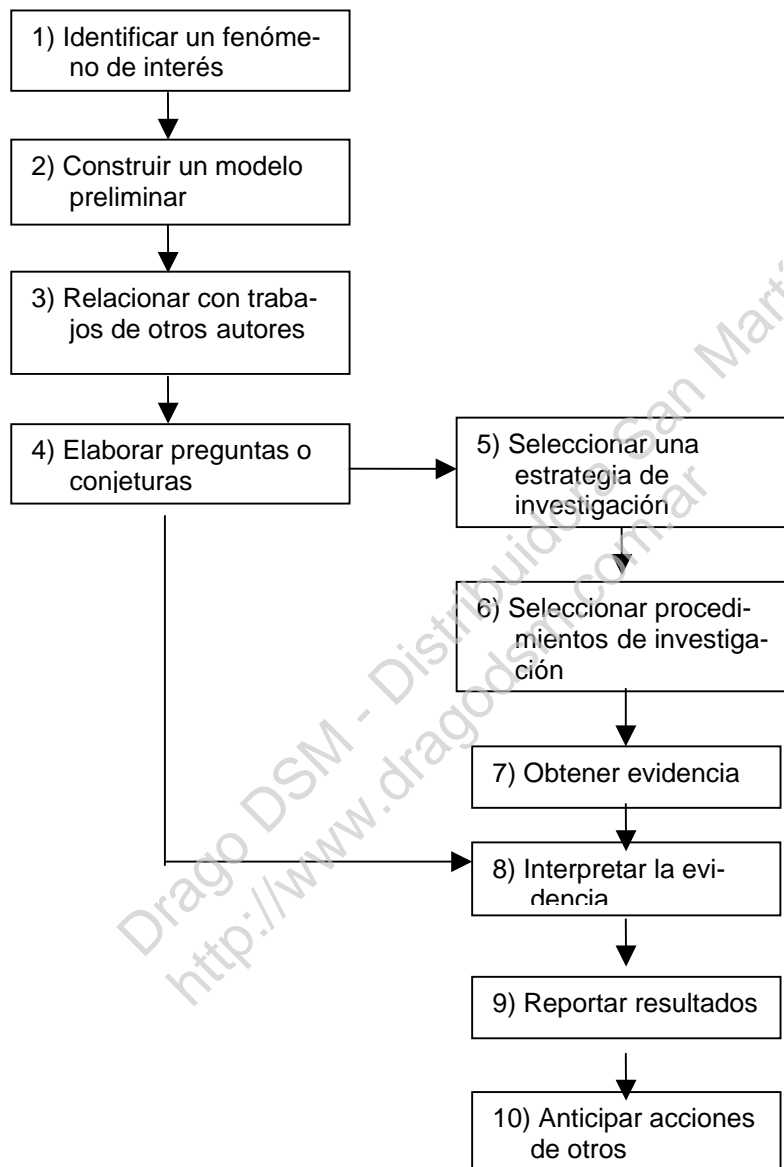 1) Identificar un fenóme-
no de interés
2) Construir un modelo
preliminar
3) Relacionar con traba-
jos de otros autores
4) Elaborar preguntas o
conjeturas
5) Seleccionar una
estrategia de
investigación
6) Seleccionar procedi-
mientos de investiga-
ción
7) Obtener evidencia
8) Interpretar la evi-
dencia
9) Reportar resultados
10) Anticipar acciones
de otros
Drago DSM - Distribuidora San Martí
http://www.dragodsm.com.ar